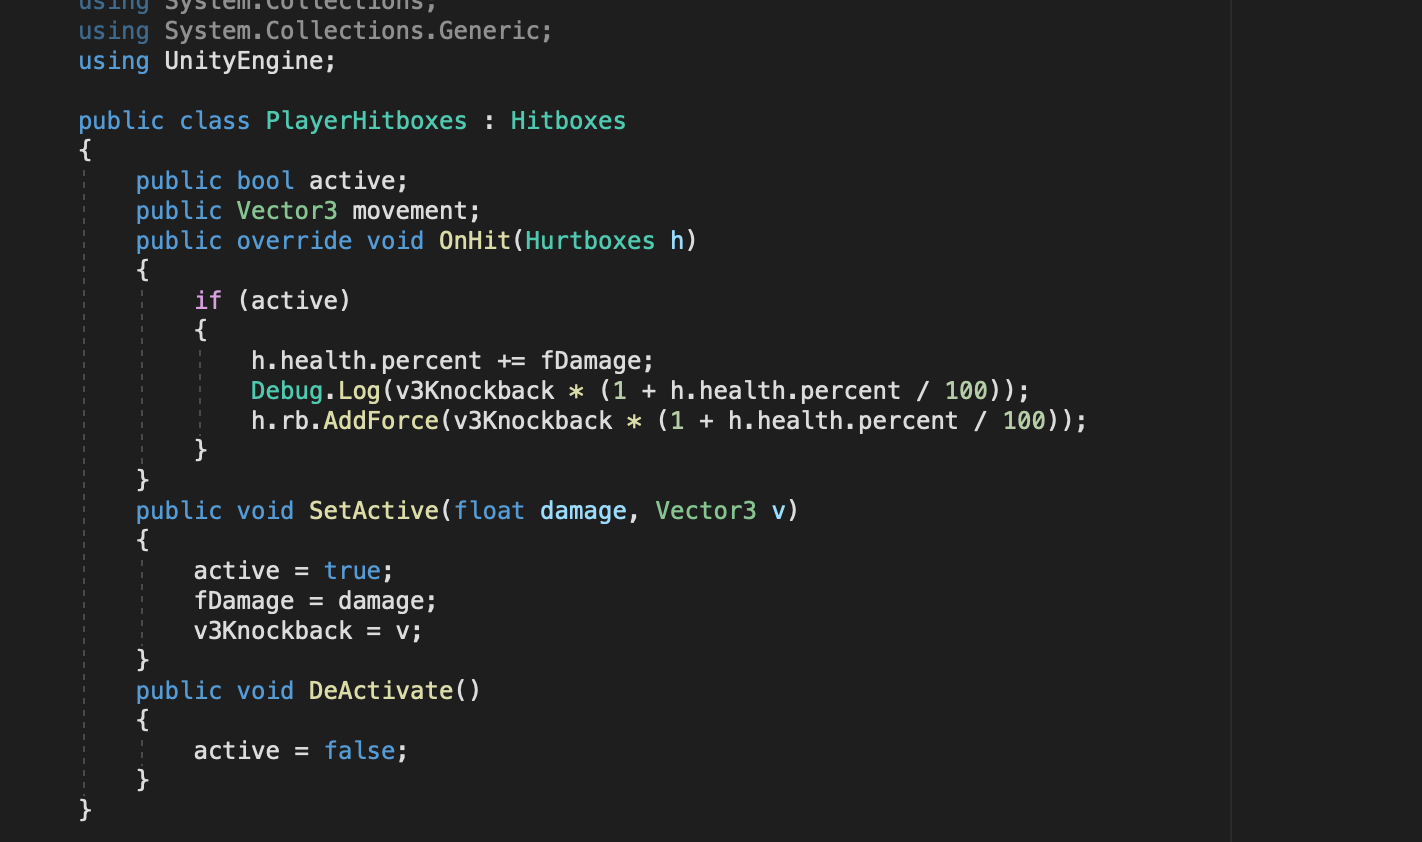 using System.Collections;
using System.Collections.Generic;
using UnityEngine;
public class PlayerHitboxes : Hitboxes
{
public bool active;
public Vector3 movement;
public override void OnHit(Hurtboxes h)
{
if (active)
{
h.health.percent += fDamage;
Debug.Log(v3Knockback * (1 + h.health.percent / 100));
h.rb.AddForce(v3Knockback * (1 + h.health.percent / 100));
}
}
public void SetActive(float damage, Vector3 v)
{
active = true;
fDamage = damage;
v3Knockback = v;
}
public void DeActivate()
{
active = false;
}
}